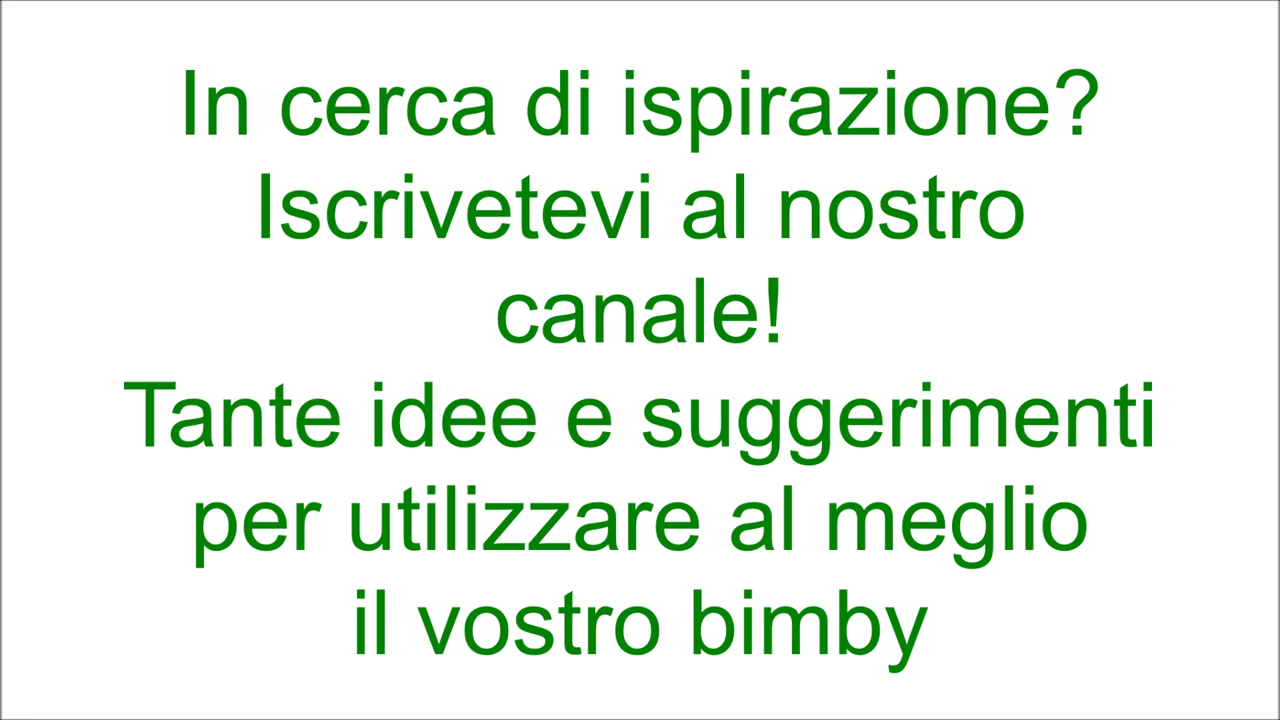 In cerca di ispirazione?
Iscrivetevi al nostro
canale!
Tante idee e suggerimenti
per utilizzare al meglio
il vostro bimby